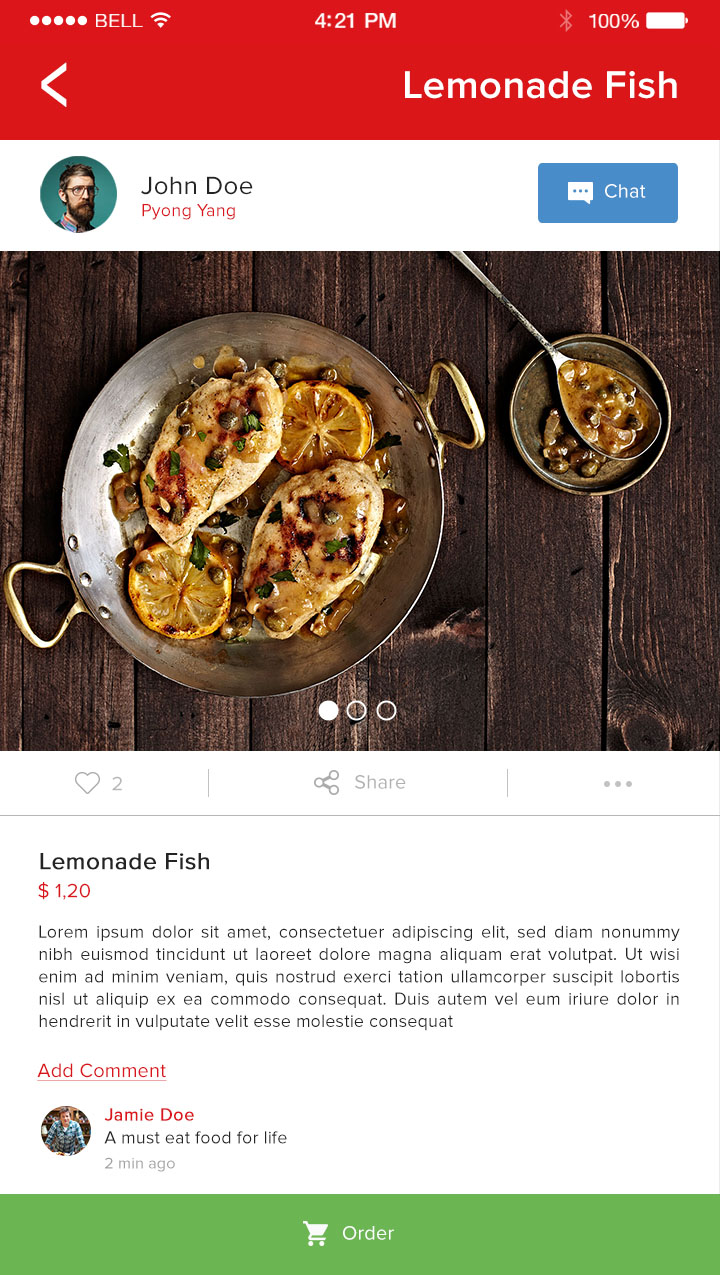 BELL 4:21 PM 100%
Lemonade Fish
John Doe
Pyong Yang
Chat
2 Share
Lemonade Fish
$ 1,20
Lorem ipsum dolor sit amet, consectetuer adipiscing elit, sed diam nonummy
nibh euismod tincidunt ut laoreet dolore magna aliquam erat volutpat. Ut wisi
enim ad minim veniam, quis nostrud exerci tation ullamcorper suscipit lobortis
nisl ut aliquip ex ea commodo consequat. Duis autem vel eum iriure dolor in
hendrerit in vulputate velit esse molestie consequat
Add Comment
Jamie Doe
A must eat food for life
2 min ago
Order